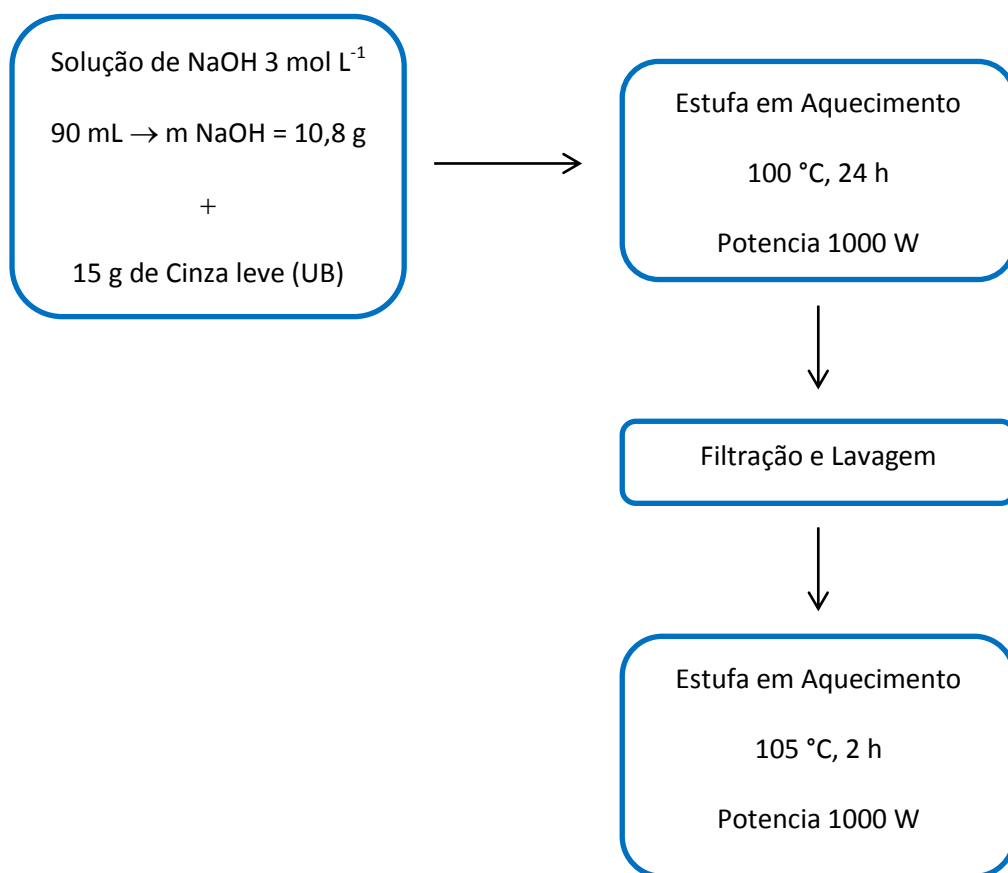 Solução de NaOH 3 mol L⁻¹
90 mL → m NaOH = 10,8 g
+
15 g de Cinza leve (UB)
Estufa em Aquecimento
100 °C, 24 h
Potencia 1000 W
Filtração e Lavagem
Estufa em Aquecimento
105 °C, 2 h
Potencia 1000 W